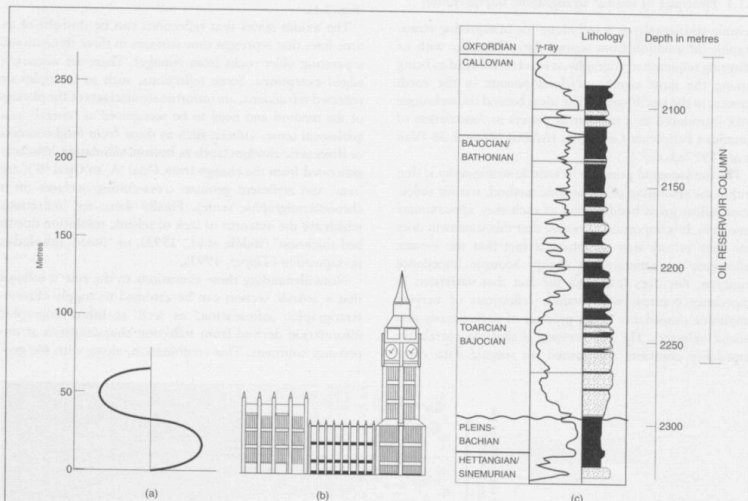 Metres
250
200
150
100
50
0
(a)
(b)
OXFORDIAN
γ-ray
Lithology
Depth in metres
CALLOVIAN
BAJOCIAN/
BATHONIAN
TOARCIAN
BAJOCIAN
PLEINS-
BACHIAN
HETTANGIAN/
SINEMURIAN
2100
2150
2200
2250
2300
OIL RESERVOIR COLUMN
(c)